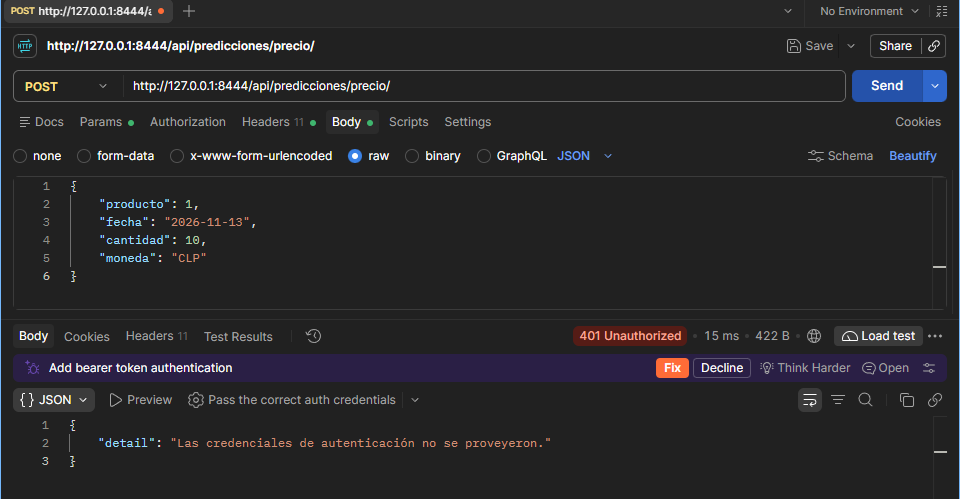 POST http://127.0.0.1:8444/a
No Environment
HTTP http://127.0.0.1:8444/api/predicciones/precio/ Save Share
POST http://127.0.0.1:8444/api/predicciones/precio/ Send
Docs Params Authorization Headers 11 Body Scripts Settings Cookies
none form-data x-www-form-urlencoded raw binary GraphQL JSON Schema Beautify
1 {
2 "producto": 1,
3 "fecha": "2026-11-13",
4 "cantidad": 10,
5 "moneda": "CLP"
6 }
Body Cookies Headers 11 Test Results 401 Unauthorized 15 ms 422 B Load test
Add bearer token authentication Fix Decline Think Harder Open
{} JSON Preview Pass the correct auth credentials
1 {
2 "detail": "Las credenciales de autenticación no se proveyeron."
3 }